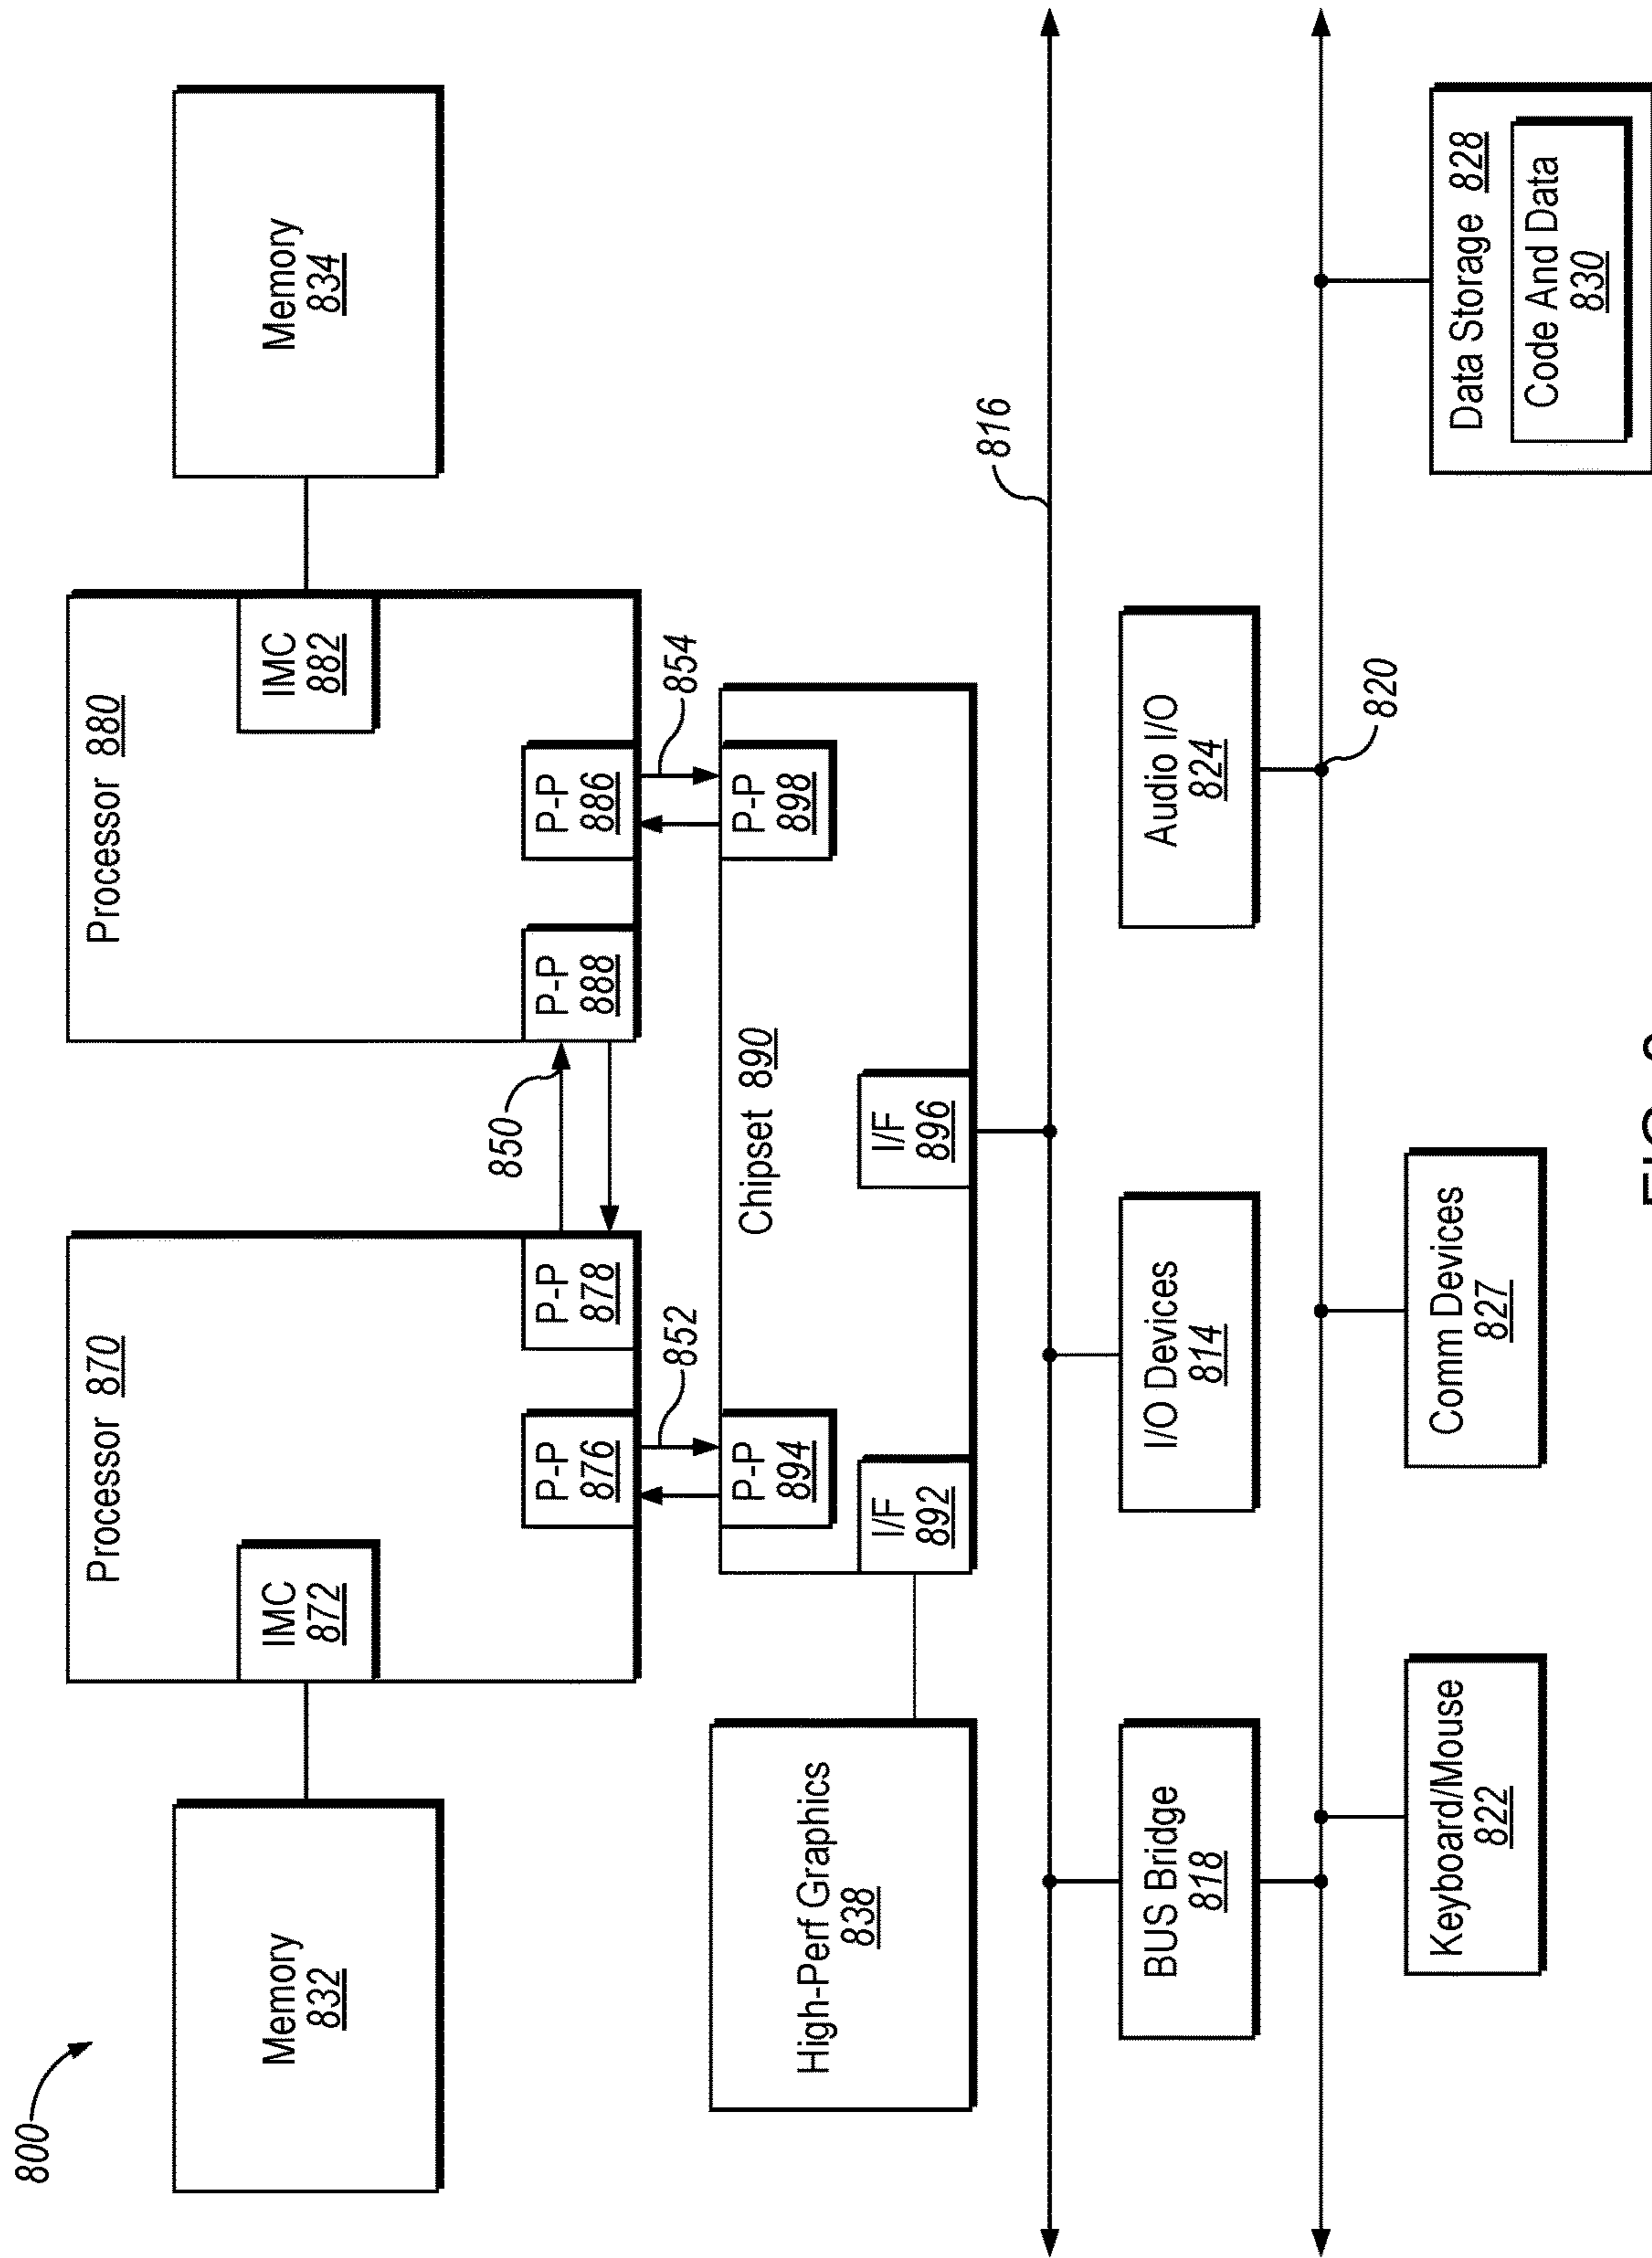 800
Memory
832
Processor 870
IMC
872
P-P
876
P-P
878
850
Processor 880
IMC
882
P-P
888
P-P
886
Memory
834
852
854
High-Perf Graphics
838
Chipset 890
P-P
894
P-P
898
I/F
892
I/F
896
816
BUS Bridge
818
I/O Devices
814
Audio I/O
824
820
Keyboard/Mouse
822
Comm Devices
827
Data Storage 828
Code And Data
830